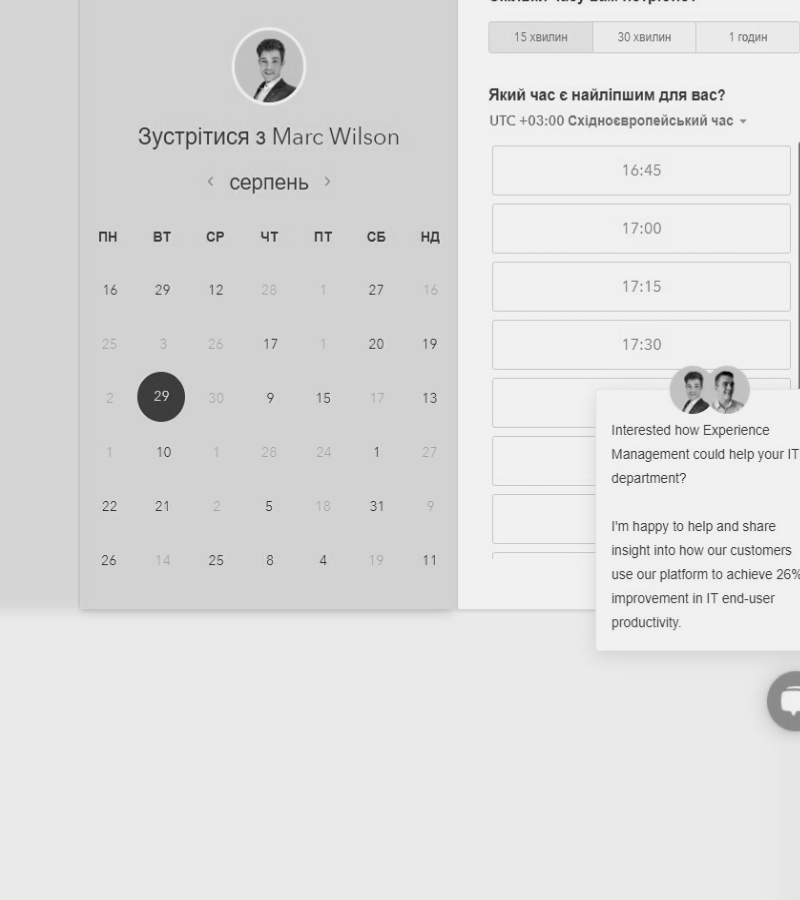 15 хвилин 30 хвилин 1 годин
Який час є найліпшим для вас?
UTC +03:00 Східноєвропейський час
Зустрітися з Marc Wilson
серпень
ПН ВТ СР ЧТ ПТ СБ НД
16 29 12 28 1 27 16
25 3 26 17 1 20 19
2 29 30 9 15 17 13
1 10 1 28 24 1 27
22 21 2 5 18 31 9
26 14 25 8 4 19 11
16:45
17:00
17:15
17:30
Interested how Experience
Management could help your IT
department?
I'm happy to help and share
insight into how our customers
use our platform to achieve 26%
improvement in IT end-user
productivity.